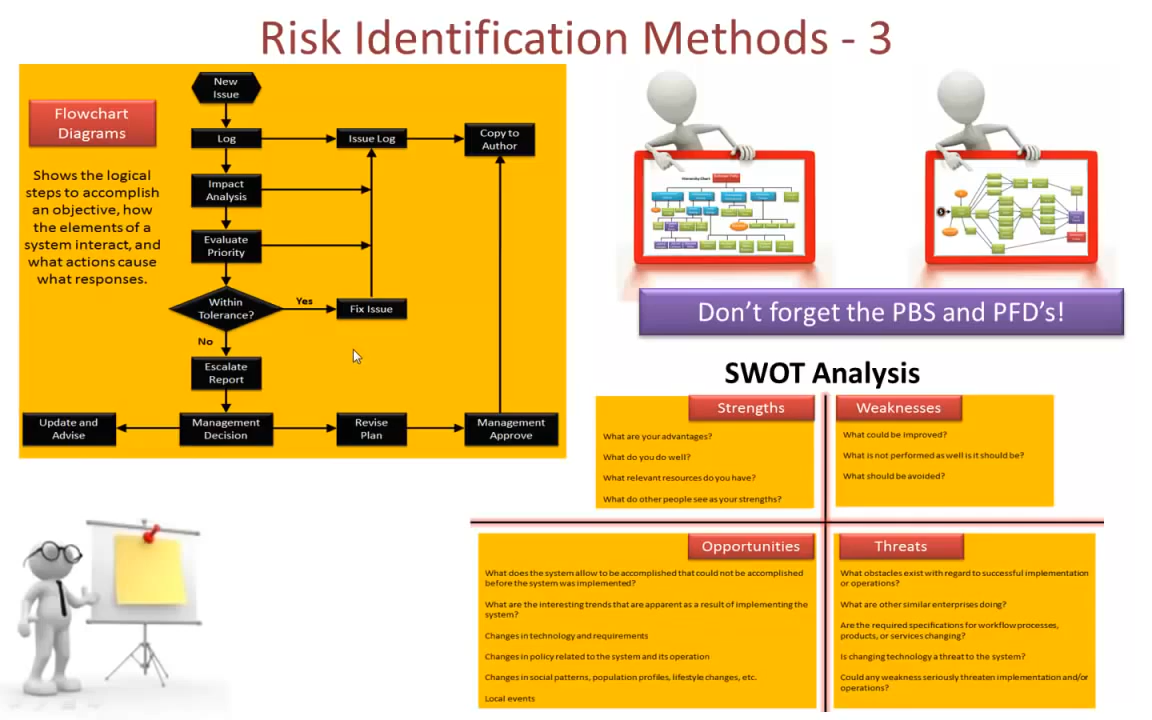 Risk Identification Methods - 3
Flowchart
Diagrams
Shows the logical
steps to accomplish
an objective, how
the elements of a
system interact, and
what actions cause
what responses.
New
Issue
Log
Issue Log
Copy to
Author
Impact
Analysis
Evaluate
Priority
Within
Tolerance?
Yes
Fix Issue
No
Escalate
Report
Update and
Advise
Management
Decision
Revise
Plan
Management
Approve
Hierarchy Chart
Don't forget the PBS and PFD's!
SWOT Analysis
Strengths
What are your advantages?
What do you do well?
What relevant resources do you have?
What do other people see as your strengths?
Weaknesses
What could be improved?
What is not performed as well is it should be?
What should be avoided?
Opportunities
What does the system allow to be accomplished that could not be accomplished
before the system was implemented?
What are the interesting trends that are apparent as a result of implementing the
system?
Changes in technology and requirements
Changes in policy related to the system and its operation
Changes in social patterns, population profiles, lifestyle changes, etc.
Local events
Threats
What obstacles exist with regard to successful implementation
or operations?
What are other similar enterprises doing?
Are the required specifications for workflow processes,
products, or services changing?
Is changing technology a threat to the system?
Could any weakness seriously threaten implementation and/or
operations?